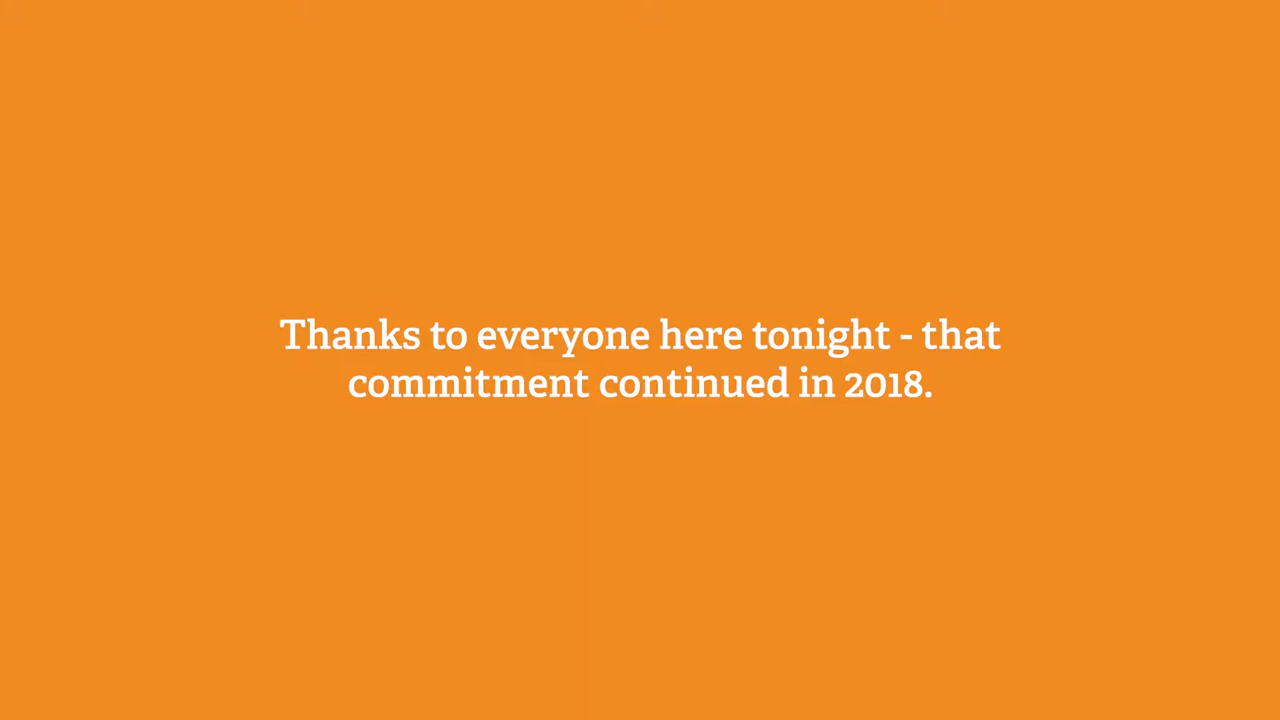 Thanks to everyone here tonight - that
commitment continued in 2018.